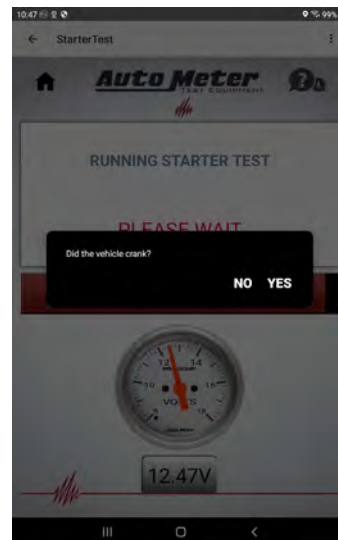 10:47
99%
StarterTest
Auto Meter
TEST EQUIPMENT
RUNNING STARTER TEST
PLEASE WAIT
Did the vehicle crank?
NO YES
12 14
10 16
8 18
VOLTS
12.47V